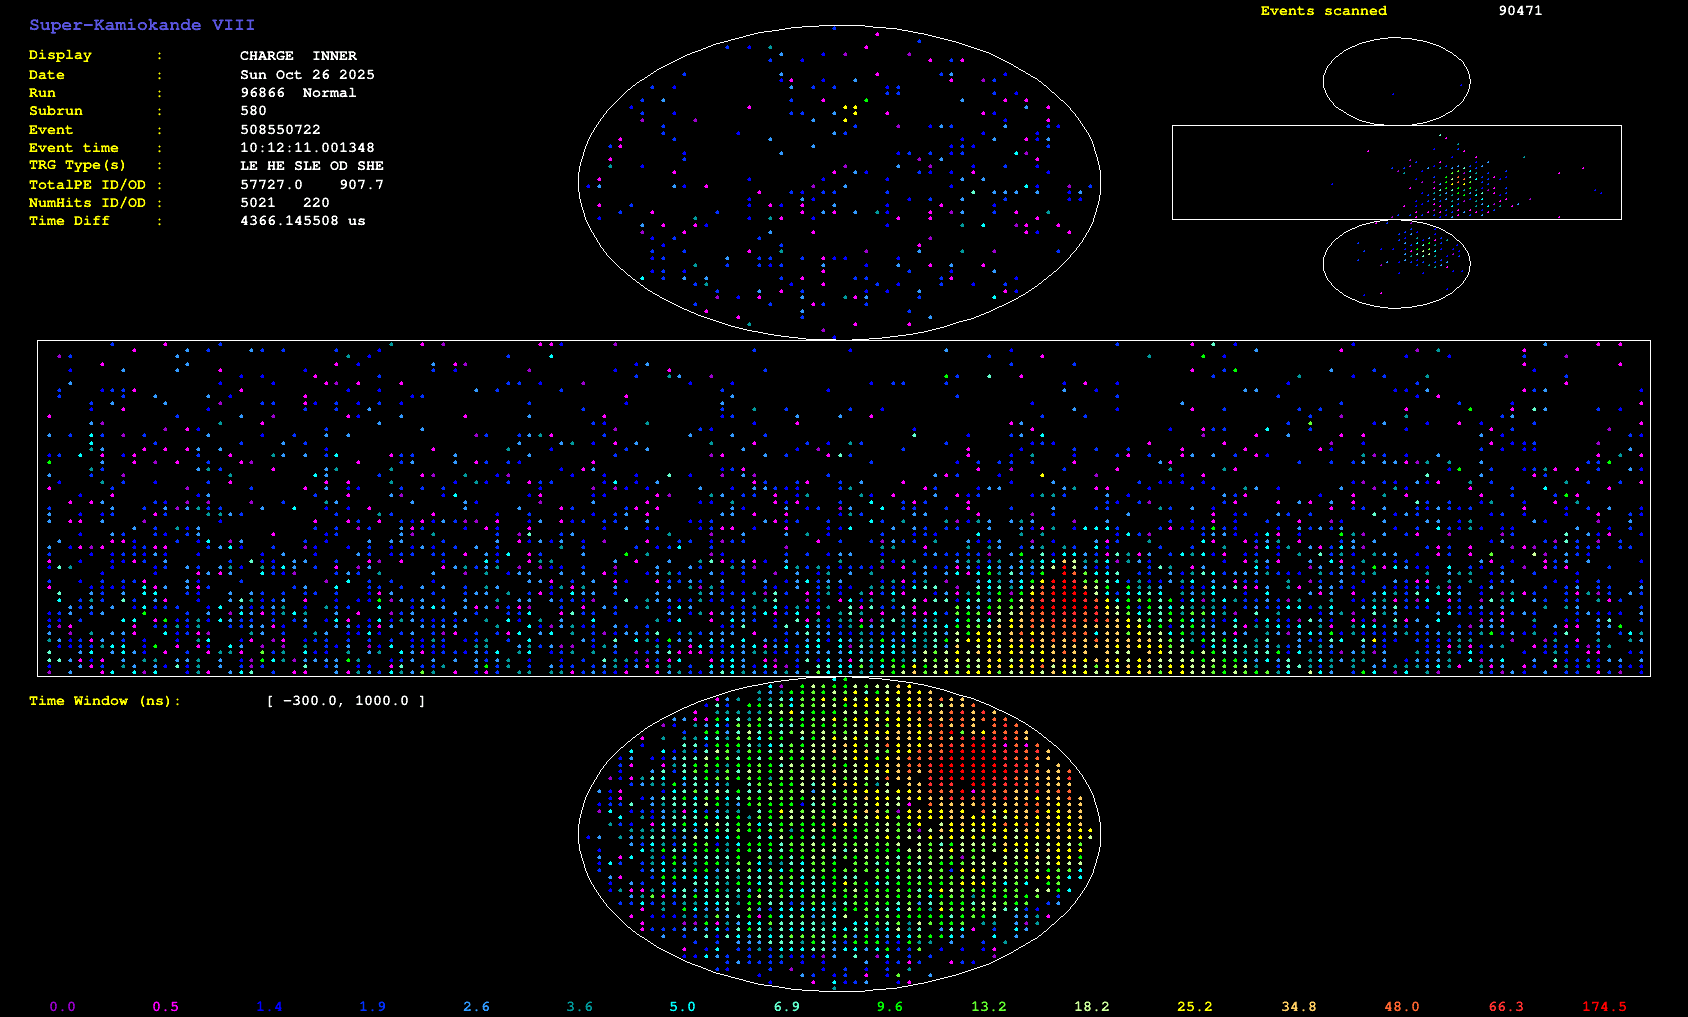 Super-Kamiokande VIII
Events scanned 90471
Display : CHARGE INNER
Date : Sun Oct 26 2025
Run : 96866 Normal
Subrun : 580
Event : 508550722
Event time : 10:12:11.001348
TRG Type(s) : LE HE SLE OD SHE
TotalPE ID/OD : 57727.0 907.7
NumHits ID/OD : 5021 220
Time Diff : 4366.145508 us
Time Window (ns): [ -300.0, 1000.0 ]
0.0 0.5 1.4 1.9 2.6 3.6 5.0 6.9 9.6 13.2 18.2 25.2 34.8 48.0 66.3 174.5